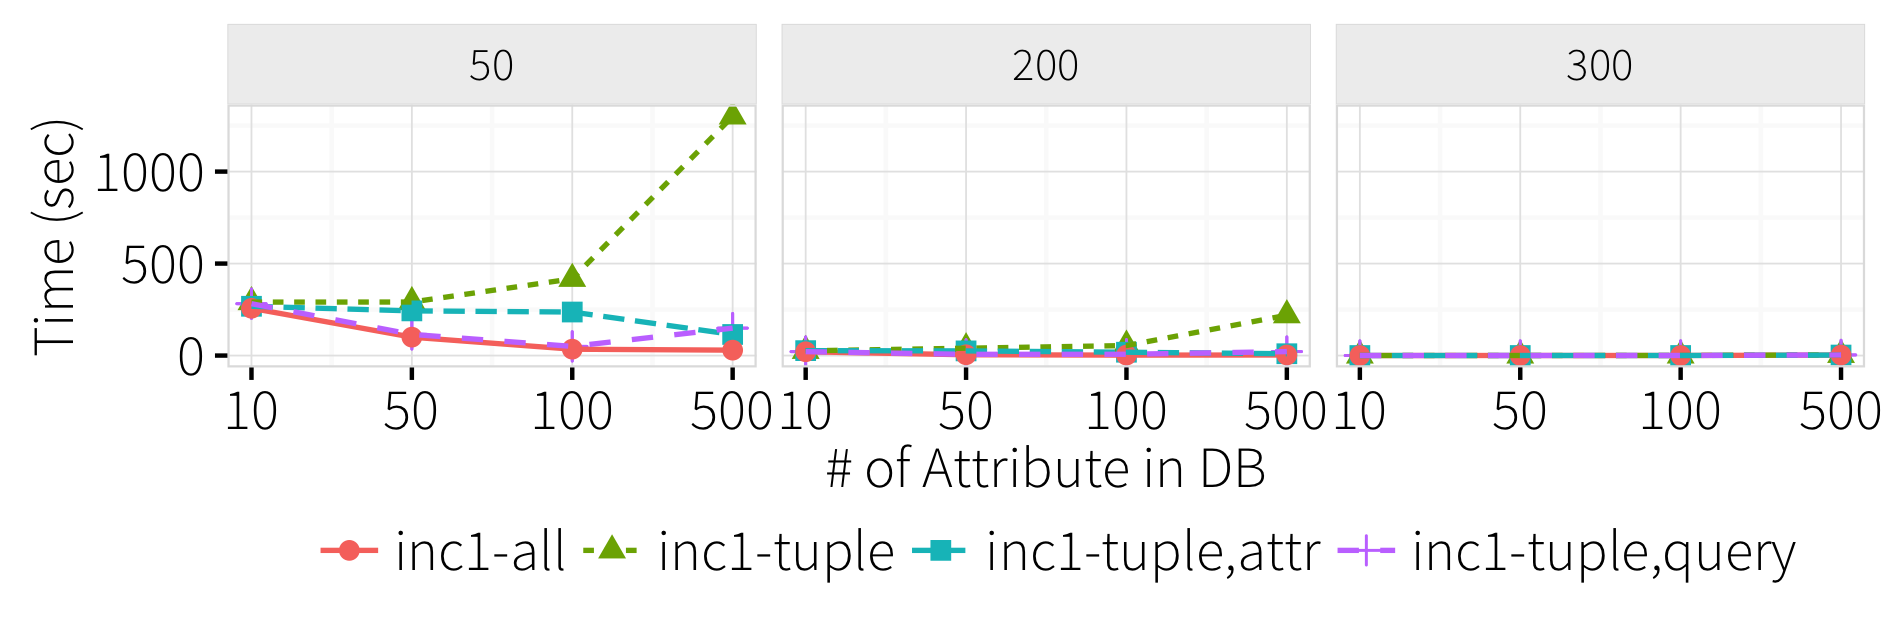 50 200 300
Time (sec)
1000
500
0
10 50 100 500 10 50 100 500 10 50 100 500
# of Attribute in DB
inc1-all inc1-tuple inc1-tuple,attr inc1-tuple,query